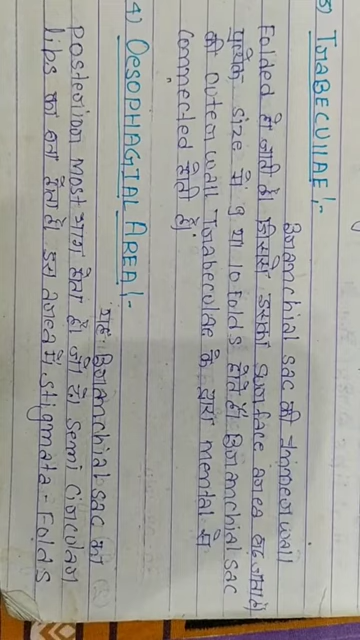 3) TRABECULAE!-
Branchial sac की Inner wall
Folded हो जाती है। जिससे इसका Surface area बढ़ जाता है
प्रत्येक size में 9 या 10 Folds होते हैं। Branchial sac
की outer wall Trabeculae के द्वारा mental से
connected होती है।
4) OESOPHAGIAL AREA!-
यह Branchial sac का
posterior most भाग होता है। जो दो semi circular
lips का बना होता है। इस area में stigmata - Folds